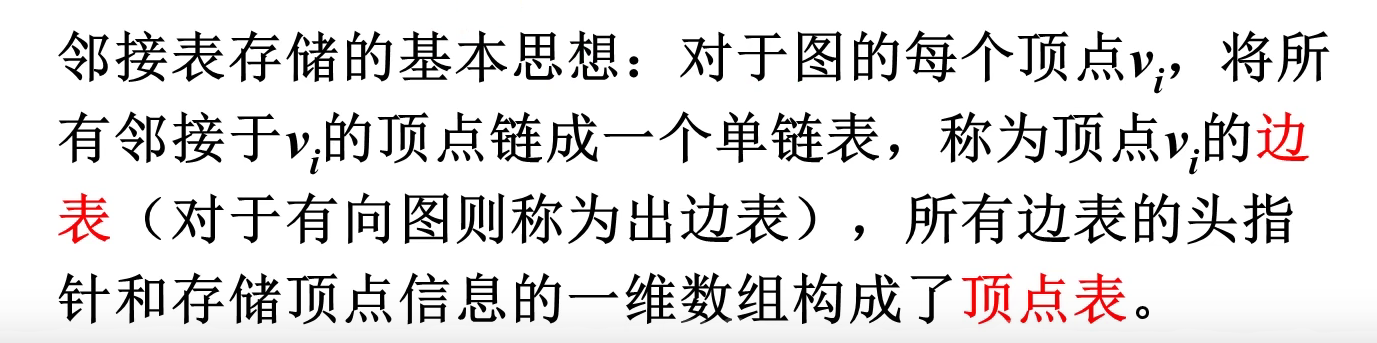 邻接表存储的基本思想：对于图的每个顶点vi，将所
有邻接于vi的顶点链成一个单链表，称为顶点vi的边
表（对于有向图则称为出边表），所有边表的头指
针和存储顶点信息的一维数组构成了顶点表。